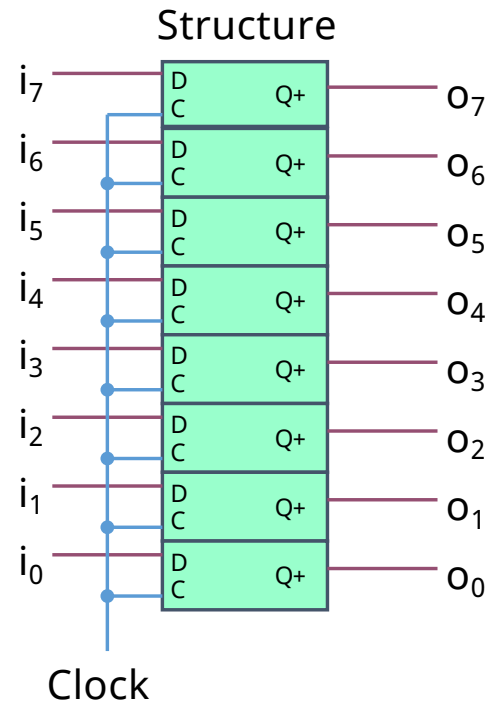 Structure
i7 D C Q+ o7
i6 D C Q+ o6
i5 D C Q+ o5
i4 D C Q+ o4
i3 D C Q+ o3
i2 D C Q+ o2
i1 D C Q+ o1
i0 D C Q+ o0
Clock